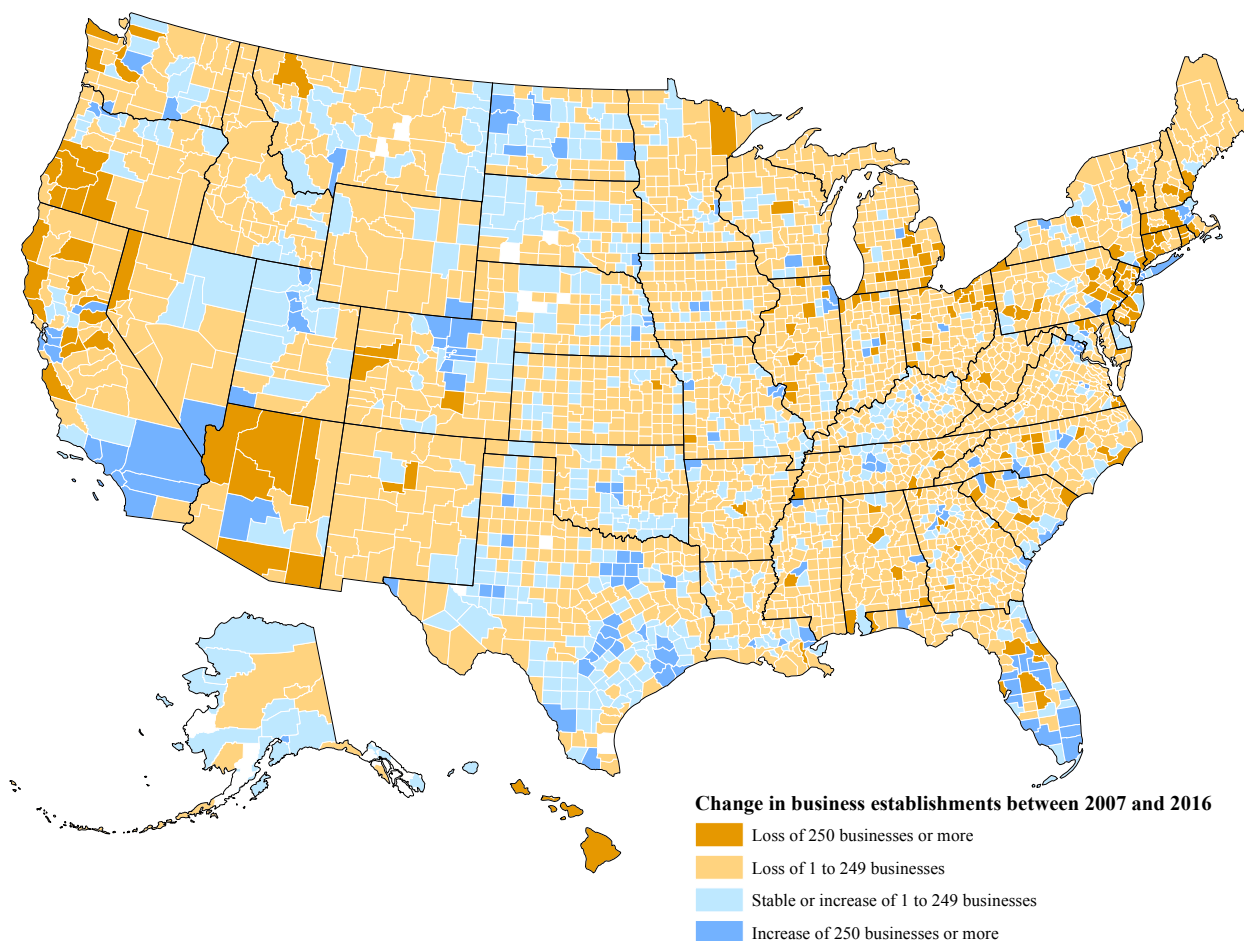 Change in business establishments between 2007 and 2016
Loss of 250 businesses or more
Loss of 1 to 249 businesses
Stable or increase of 1 to 249 businesses
Increase of 250 businesses or more